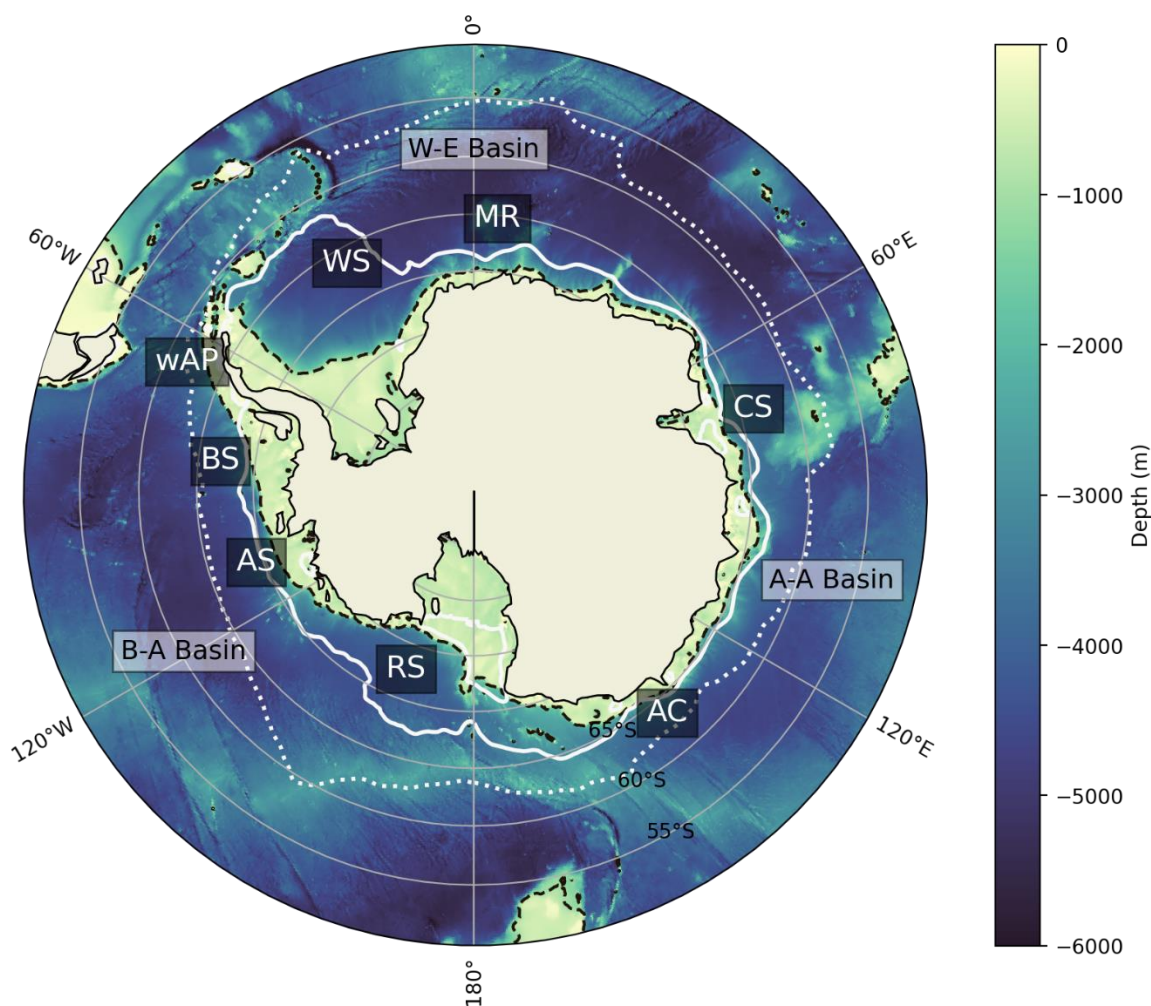 0°
0
W-E Basin
−1000
MR
60°W
60°E
WS
−2000
wAP
CS
BS
−3000
Depth (m)
AS
A-A Basin
B-A Basin
RS
−4000
AC
65°S
120°W
120°E
60°S
55°S
−5000
−6000
180°